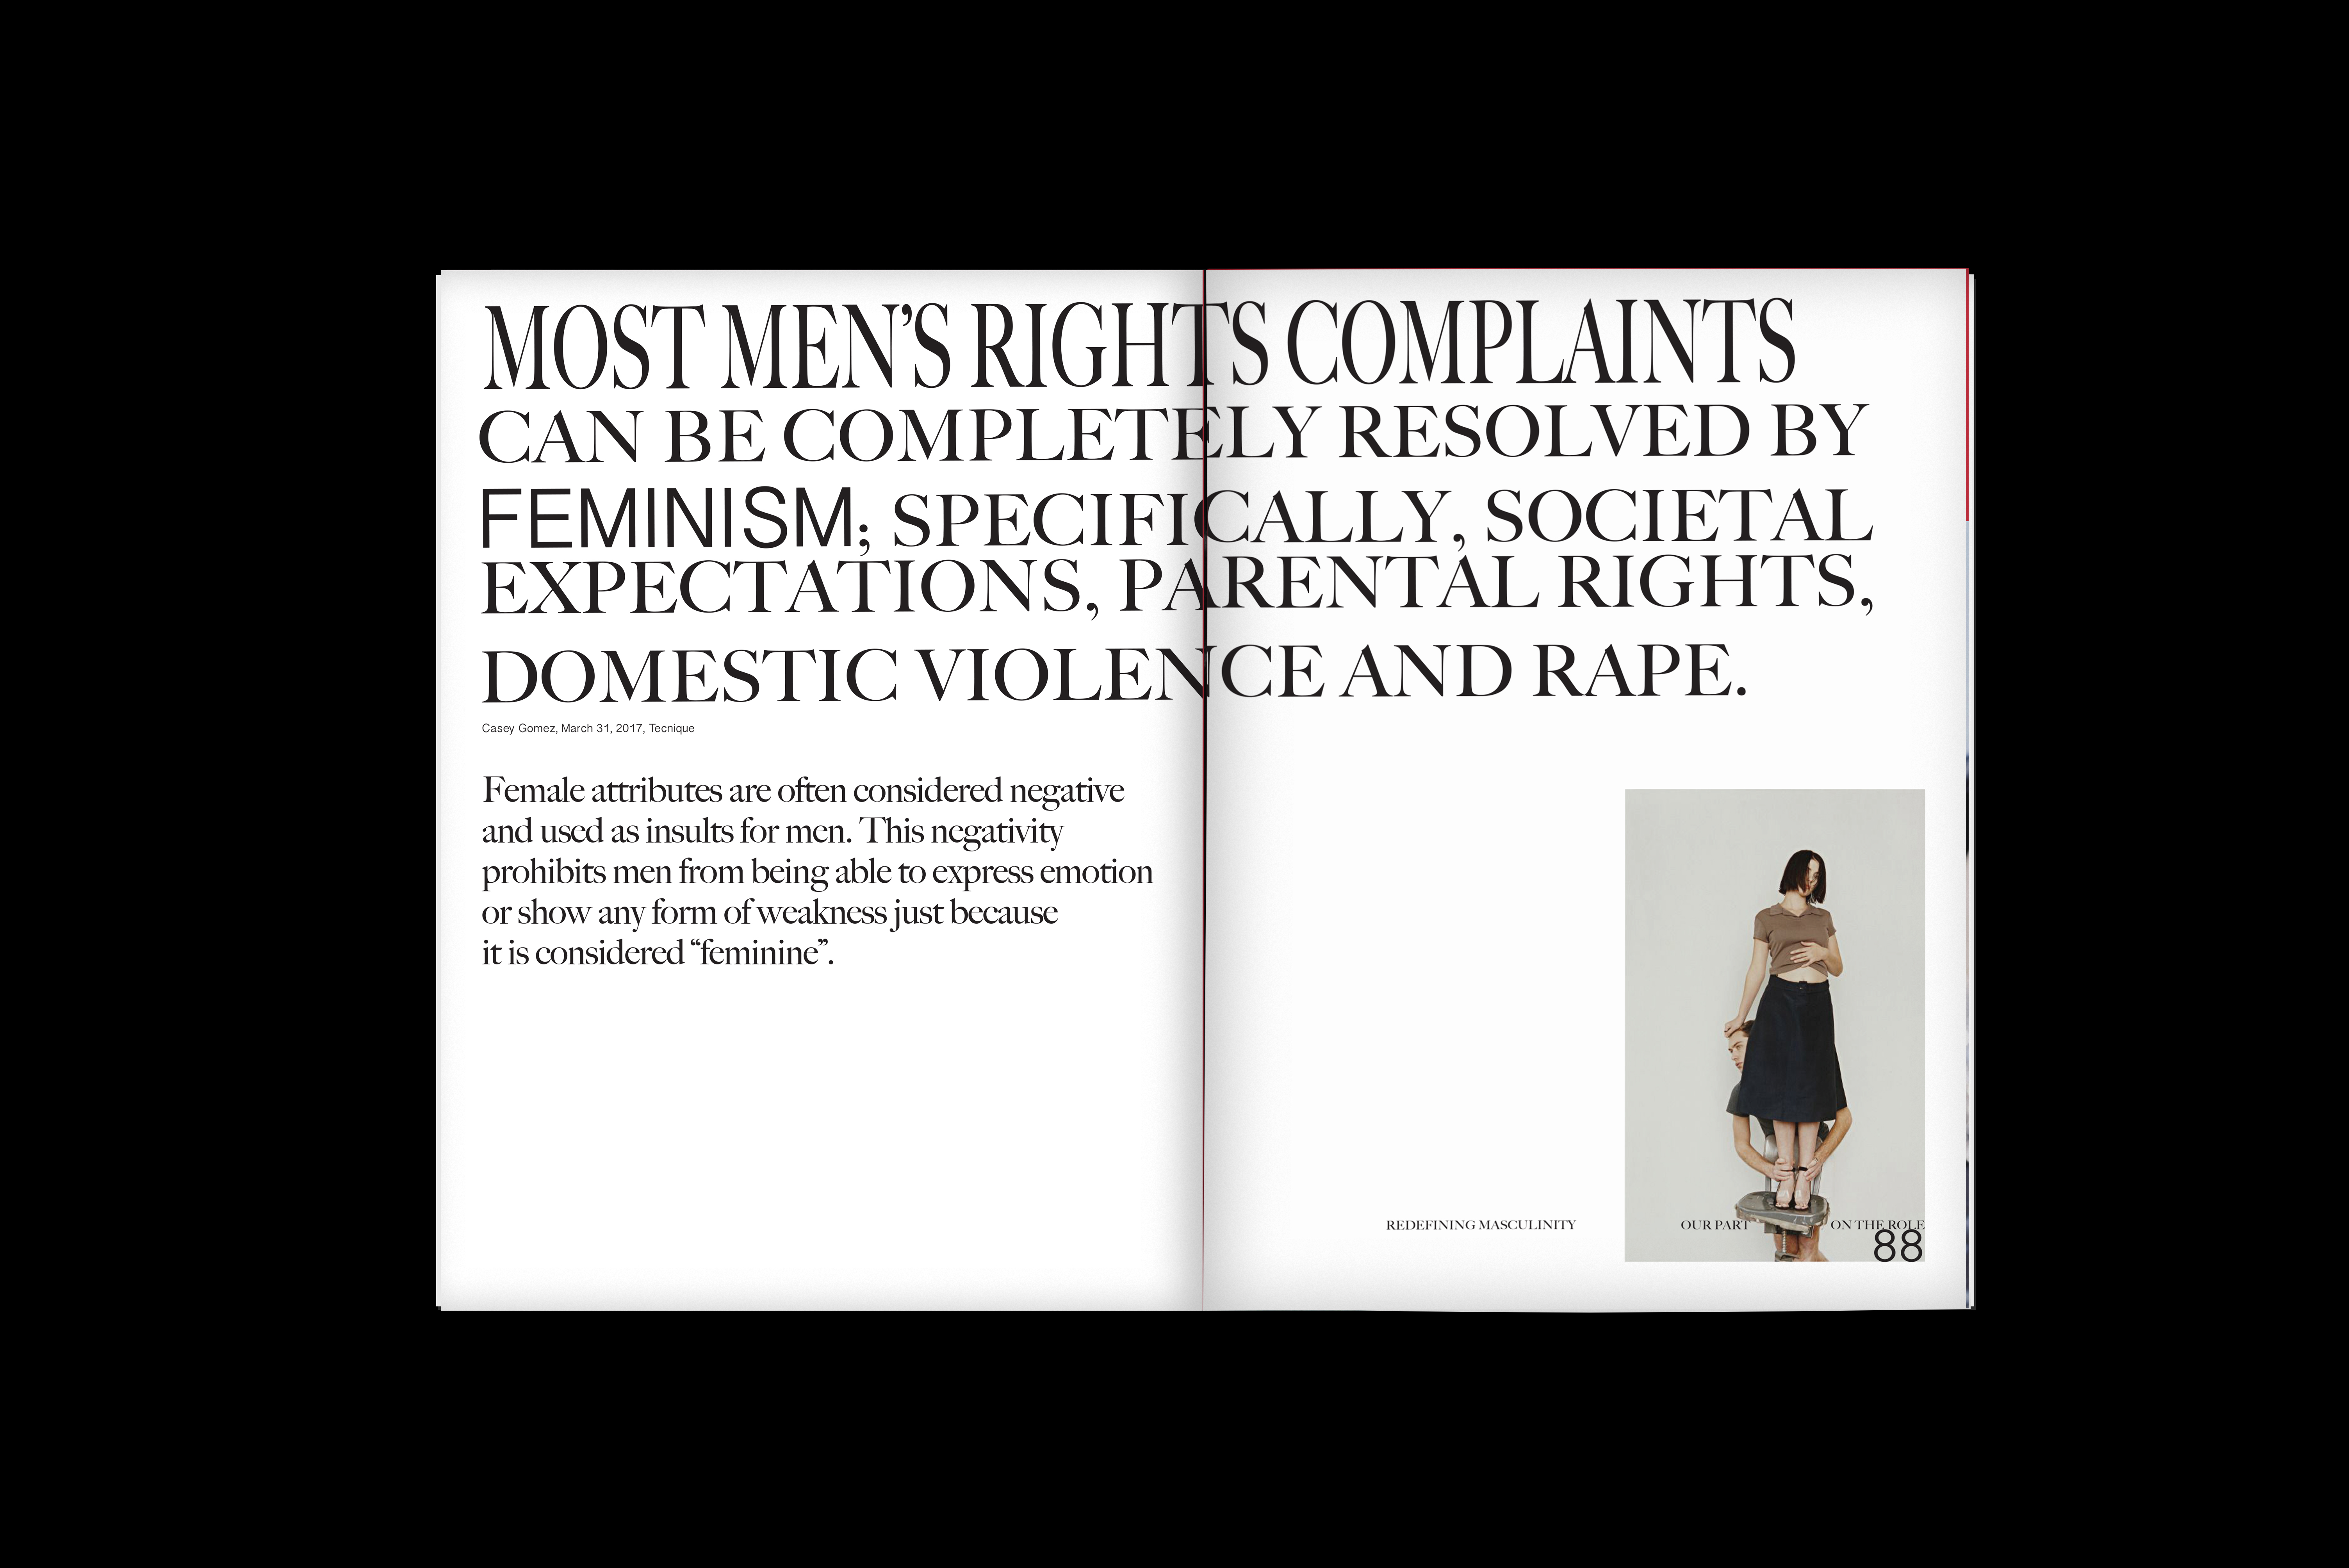 MOST MEN’S RIGHTS COMPLAINTS
CAN BE COMPLETELY RESOLVED BY
FEMINISM; SPECIFICALLY, SOCIETAL
EXPECTATIONS, PARENTAL RIGHTS,
DOMESTIC VIOLENCE AND RAPE.
Casey Gomez, March 31, 2017, Tecnique
Female attributes are often considered negative
and used as insults for men. This negativity
prohibits men from being able to express emotion
or show any form of weakness just because
it is considered “feminine”.
REDEFINING MASCULINITY OUR PART ON THE ROLE
88